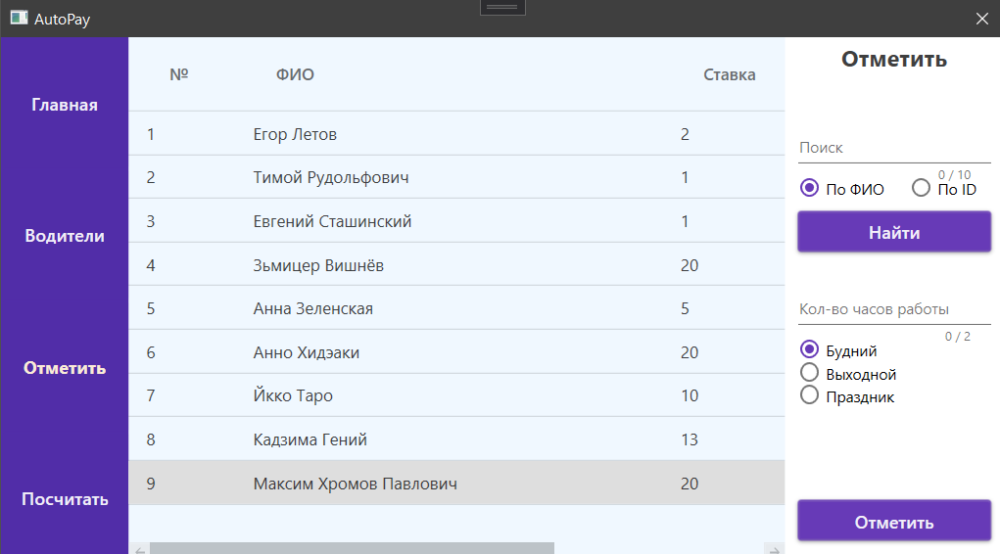 AutoPay
Главная
Водители
Отметить
Посчитать
№ ФИО Ставка
1 Егор Летов 2
2 Тимой Рудольфович 1
3 Евгений Сташинский 1
4 Зьмицер Вишнёв 20
5 Анна Зеленская 5
6 Анно Хидэаки 20
7 Йкко Таро 10
8 Кадзима Гений 13
9 Максим Хромов Павлович 20
Отметить
Поиск
0 / 10
По ФИО По ID
Найти
Кол-во часов работы
0 / 2
Будний
Выходной
Праздник
Отметить